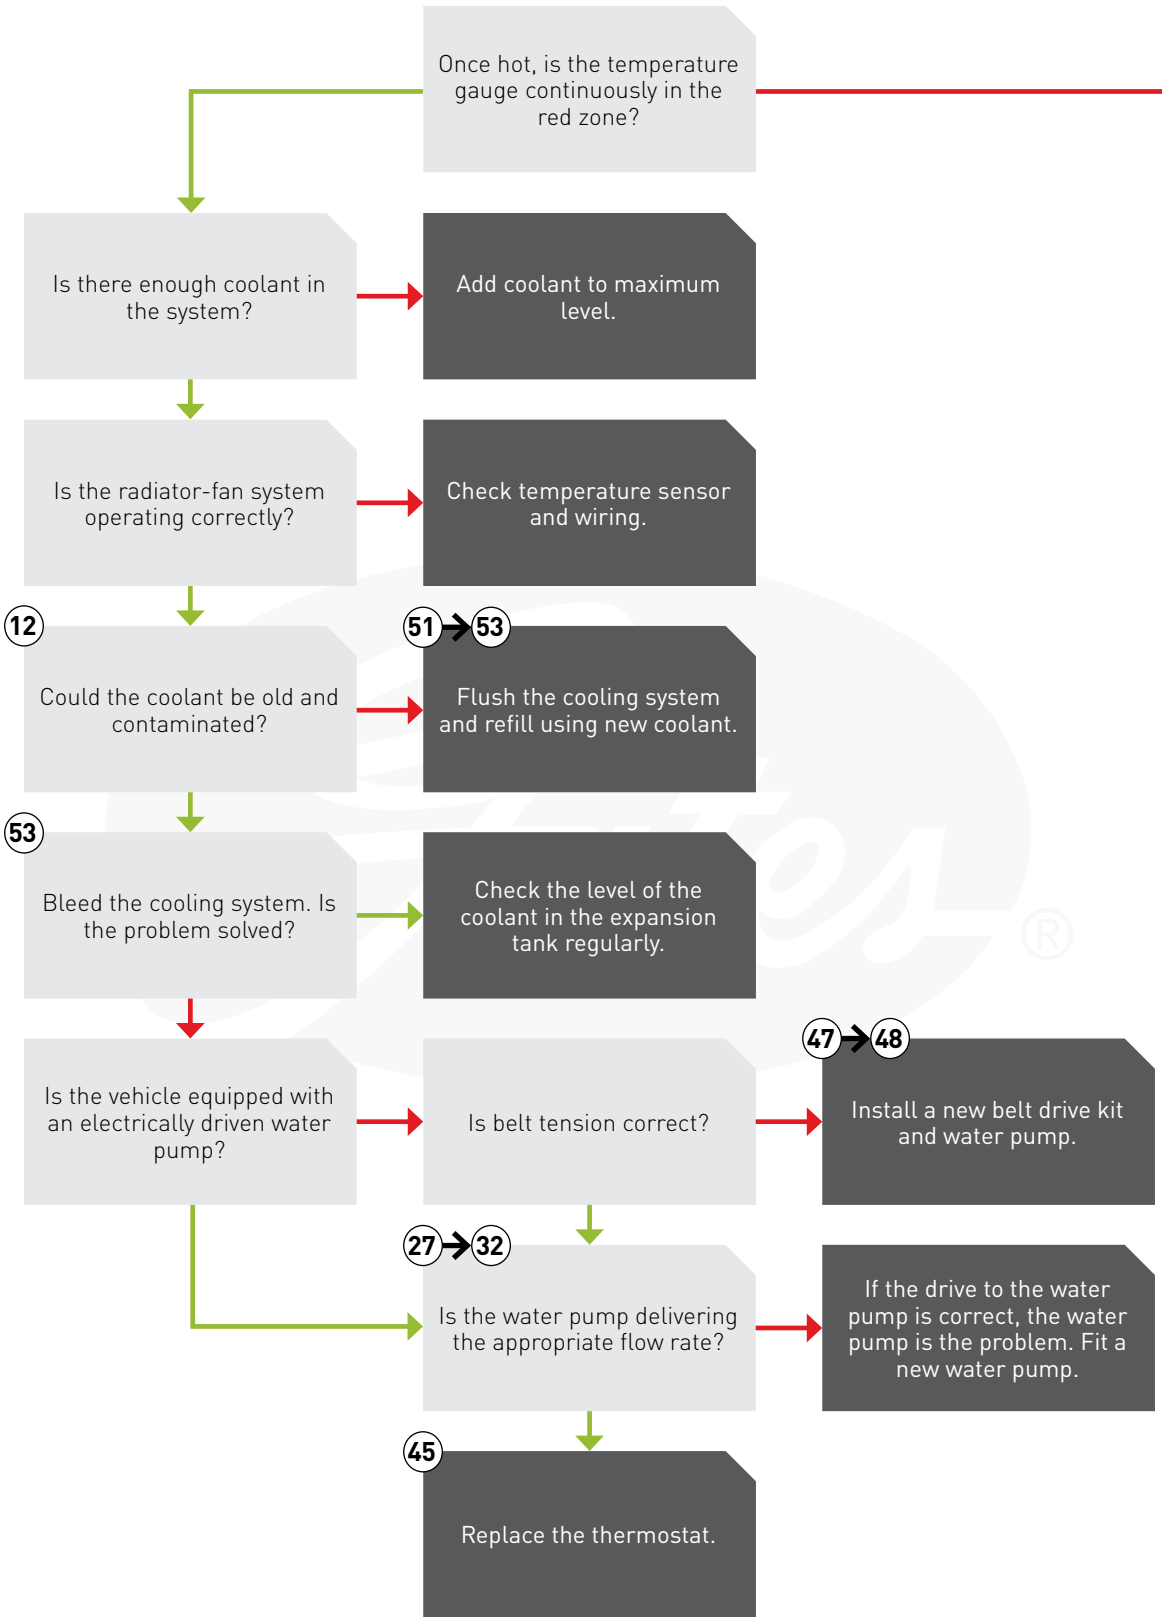 Once hot, is the temperature
gauge continuously in the
red zone?
Is there enough coolant in
the system?
Add coolant to maximum
level.
Is the radiator-fan system
operating correctly?
Check temperature sensor
and wiring.
12
Could the coolant be old and
contaminated?
51 → 53
Flush the cooling system
and refill using new coolant.
53
Bleed the cooling system. Is
the problem solved?
Check the level of the
coolant in the expansion
tank regularly.
Is the vehicle equipped with
an electrically driven water
pump?
Is belt tension correct?
47 → 48
Install a new belt drive kit
and water pump.
27 → 32
Is the water pump delivering
the appropriate flow rate?
If the drive to the water
pump is correct, the water
pump is the problem. Fit a
new water pump.
45
Replace the thermostat.
Gates
®